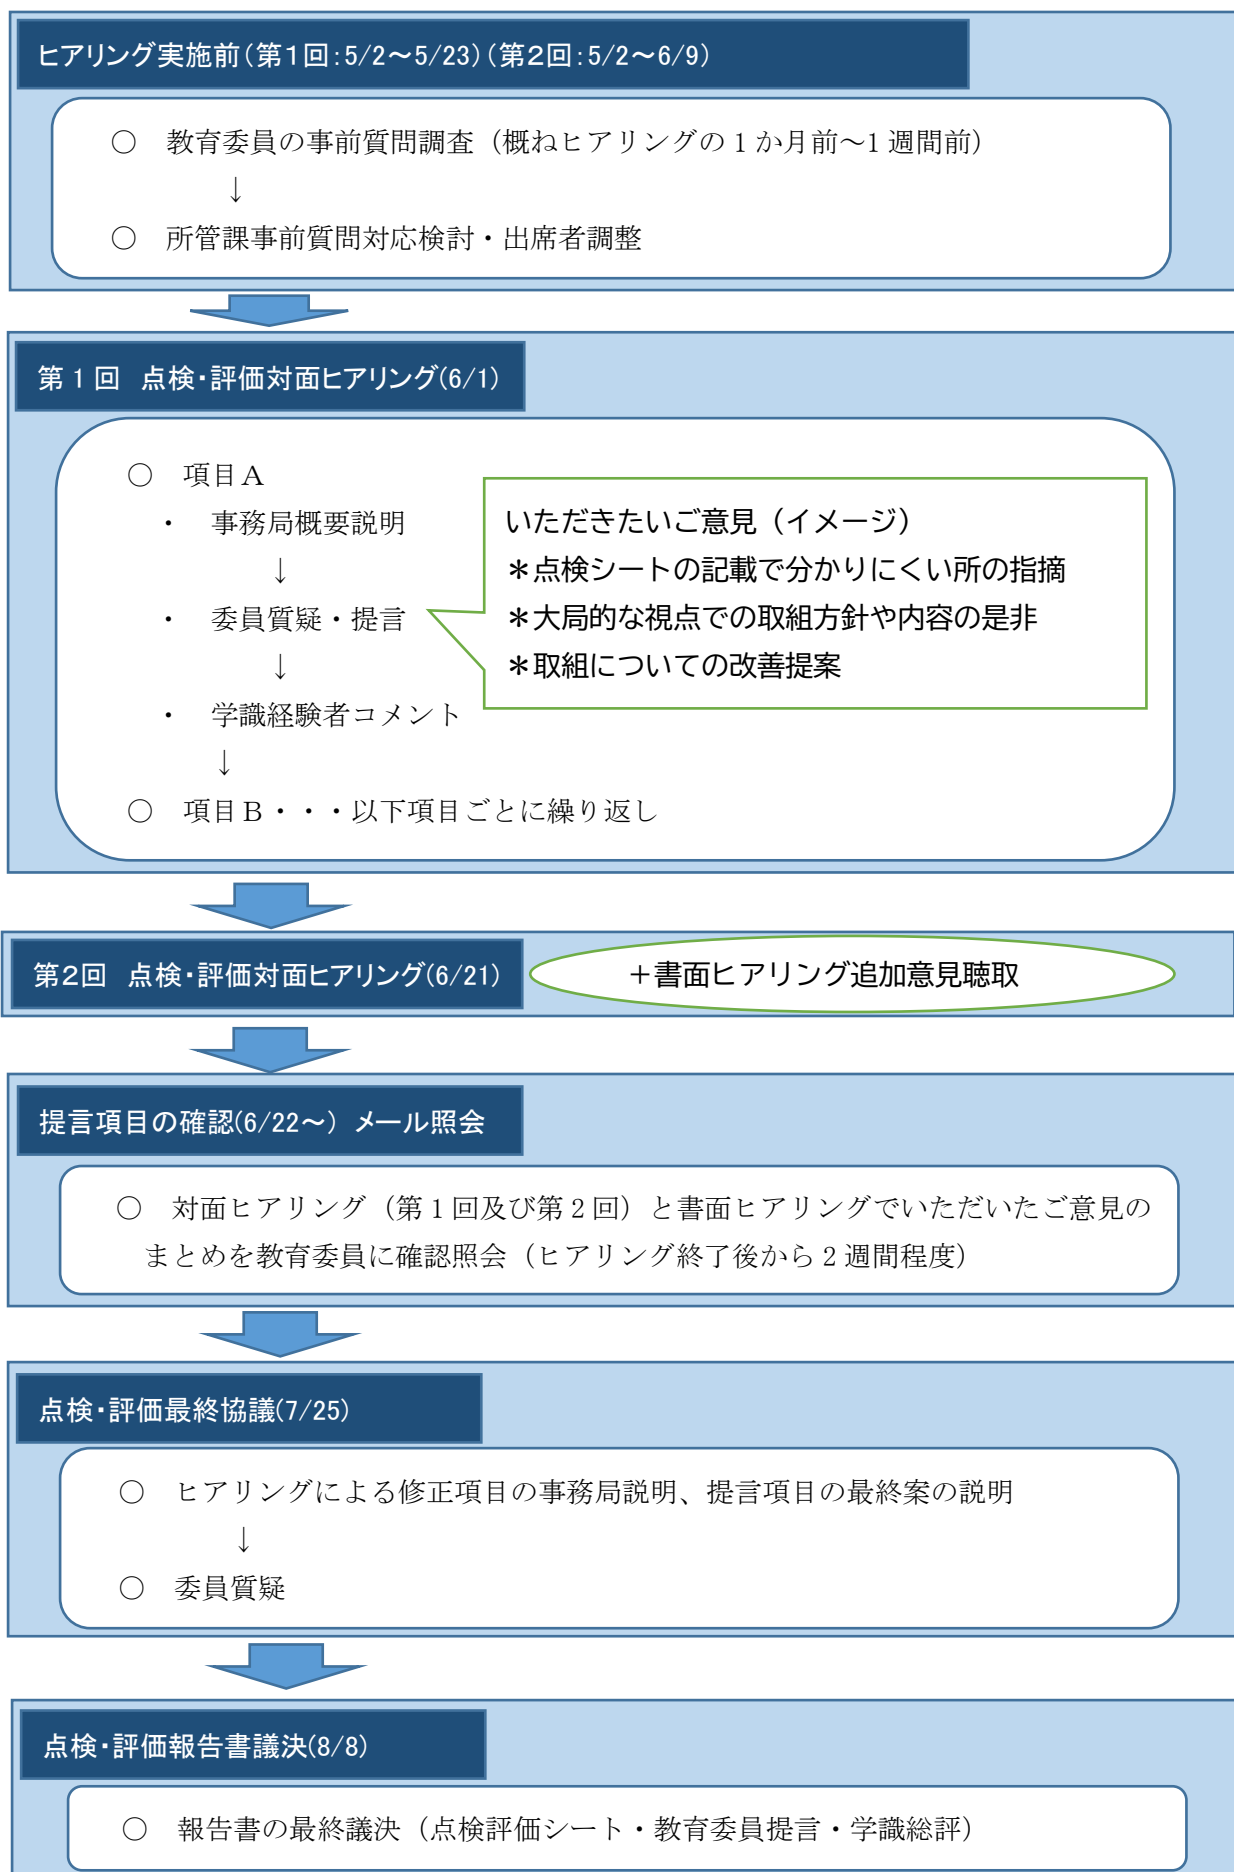 ヒアリング実施前(第1回:5/2～5/23)(第2回:5/2～6/9)
○　教育委員の事前質問調査（概ねヒアリングの1か月前～1週間前）
↓
○　所管課事前質問対応検討・出席者調整
第1回　点検・評価対面ヒアリング(6/1)
○　項目A
・　事務局概要説明
↓
・　委員質疑・提言
↓
・　学識経験者コメント
↓
○　項目B・・・以下項目ごとに繰り返し
いただきたいご意見（イメージ）
＊点検シートの記載で分かりにくい所の指摘
＊大局的な視点での取組方針や内容の是非
＊取組についての改善提案
第2回　点検・評価対面ヒアリング(6/21)
＋書面ヒアリング追加意見聴取
提言項目の確認(6/22～) メール照会
○　対面ヒアリング（第1回及び第2回）と書面ヒアリングでいただいたご意見の
まとめを教育委員に確認照会（ヒアリング終了後から2週間程度）
点検・評価最終協議(7/25)
○　ヒアリングによる修正項目の事務局説明、提言項目の最終案の説明
↓
○　委員質疑
点検・評価報告書議決(8/8)
○　報告書の最終議決（点検評価シート・教育委員提言・学識総評）